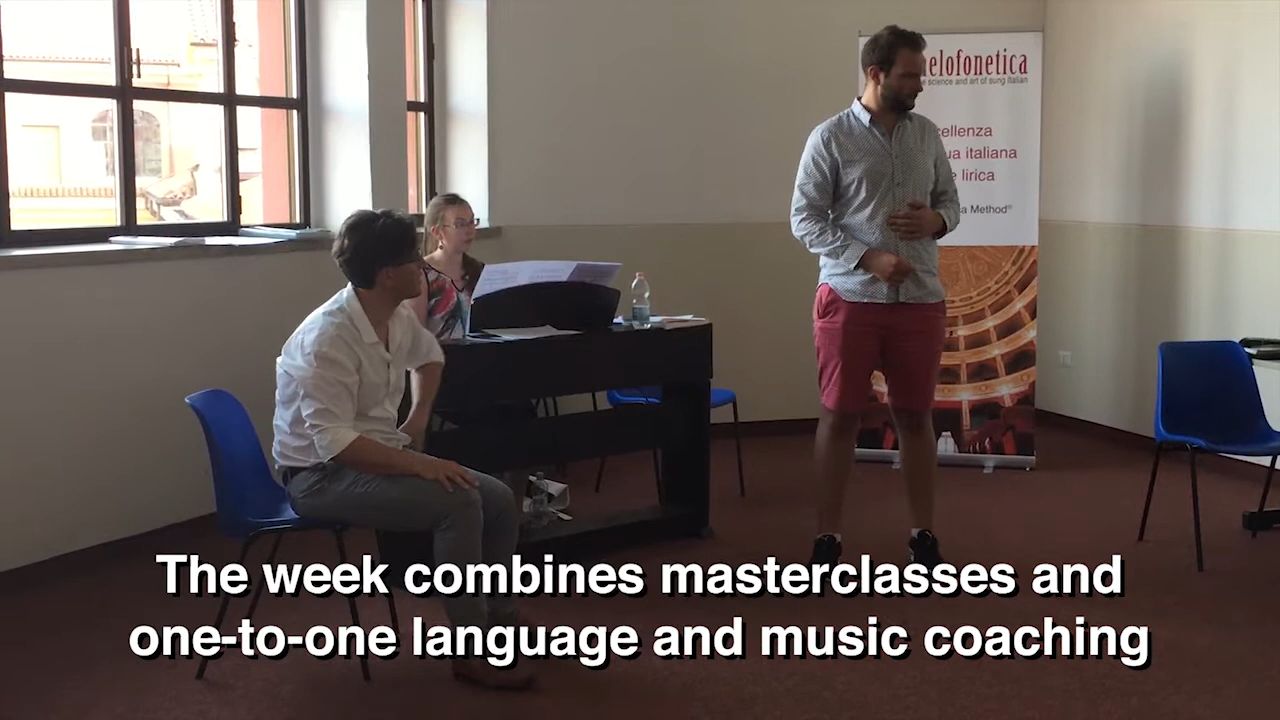 elofonetica
e science and art of sung Italian
cellenza
ua italiana
e lirica
a Method®
The week combines masterclasses and
one-to-one language and music coaching